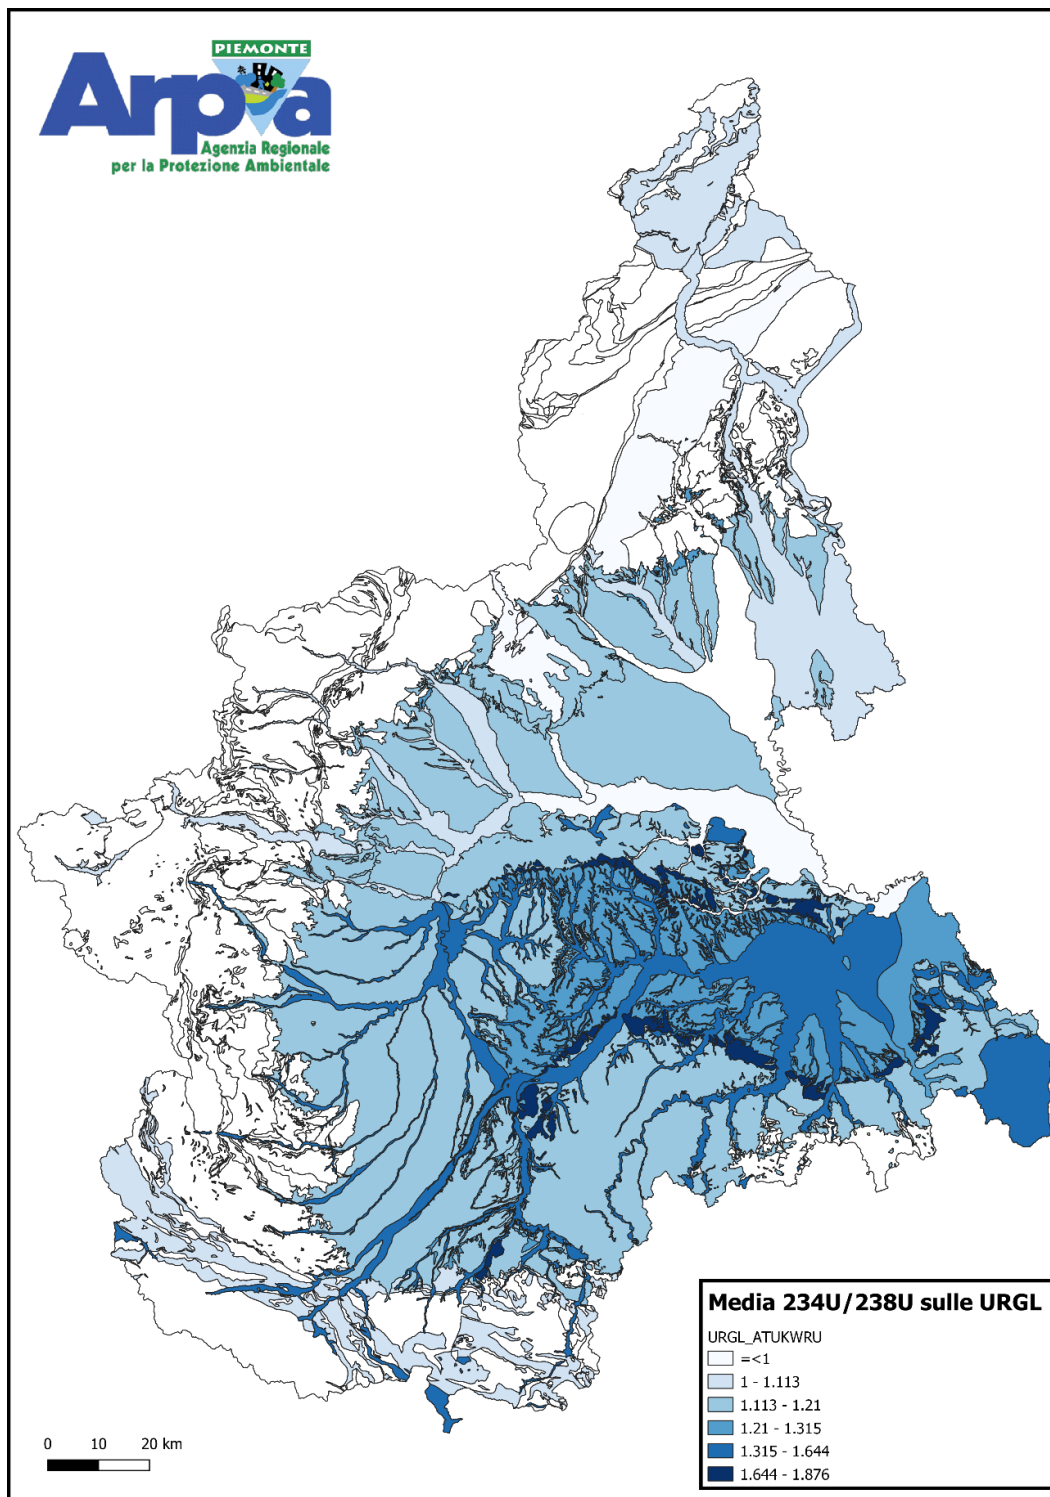 PIEMONTE
Arpa
Agenzia Regionale
per la Protezione Ambientale
Media 234U/238U sulle URGL
URGL_ATUKWRU
=<1
1 - 1.113
1.113 - 1.21
1.21 - 1.315
1.315 - 1.644
1.644 - 1.876
0 10 20 km